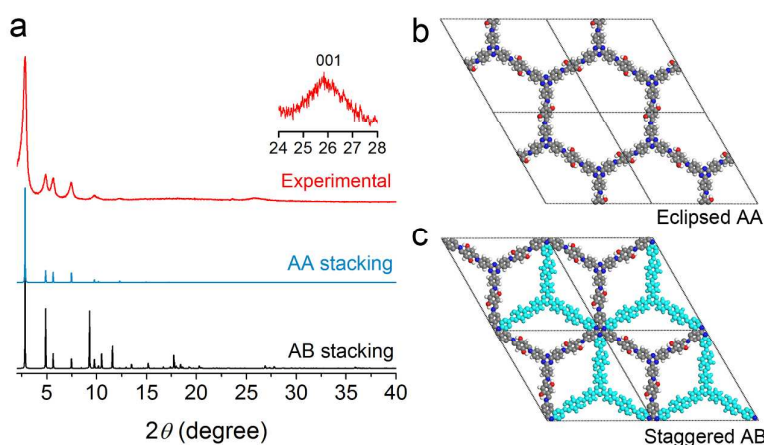 a
001
24 25 26 27 28
Experimental
AA stacking
AB stacking
5 10 15 20 25 30 35 40
2θ (degree)
b
Eclipsed AA
c
Staggered AB